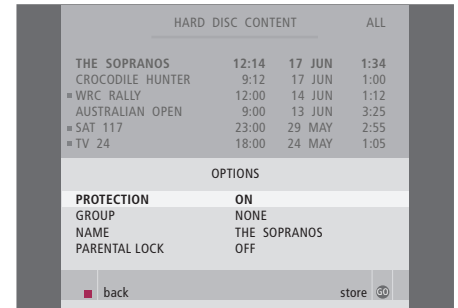 HARD DISC CONTENT ALL
THE SOPRANOS 12:14 17 JUN 1:34
CROCODILE HUNTER 9:12 17 JUN 1:00
WRC RALLY 12:00 14 JUN 1:12
AUSTRALIAN OPEN 9:00 13 JUN 3:25
SAT 117 23:00 29 MAY 2:55
TV 24 18:00 24 MAY 1:05
OPTIONS
PROTECTION ON
GROUP NONE
NAME THE SOPRANOS
PARENTAL LOCK OFF
back store GO